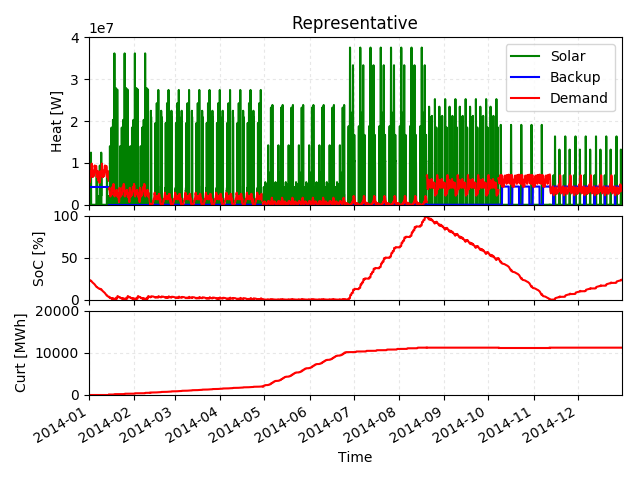 Representative
1e7
4
3
2
1
0
Heat [W]
Solar
Backup
Demand
100
50
0
SoC [%]
20000
10000
0
Curt [MWh]
2014-01
2014-02
2014-03
2014-04
2014-05
2014-06
2014-07
2014-08
2014-09
2014-10
2014-11
2014-12
Time